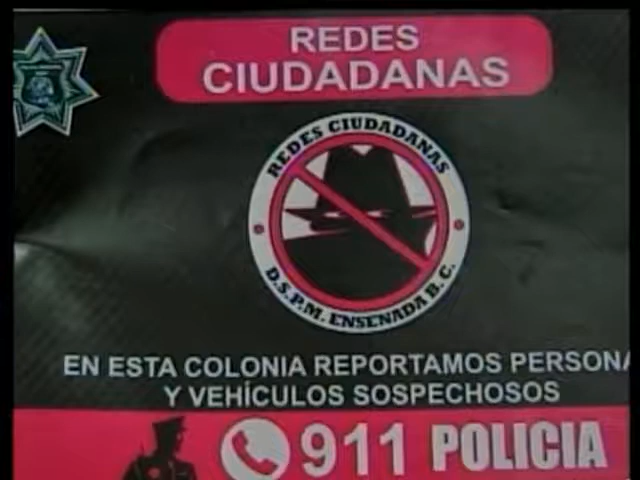 REDES
CIUDADANAS
REDES CIUDADANAS
D.S.P.M. ENSENADA B.C.
EN ESTA COLONIA REPORTAMOS PERSONA
Y VEHÍCULOS SOSPECHOSOS
911 POLICIA